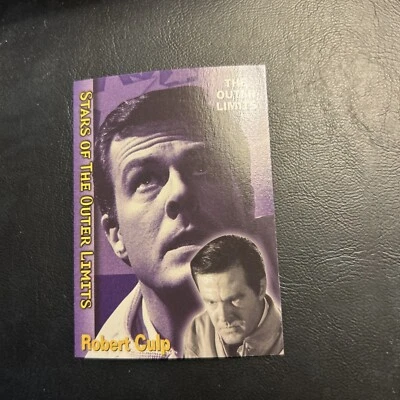 THE
OUTER
LIMITS
STARS OF THE OUTER LIMITS
Robert Culp